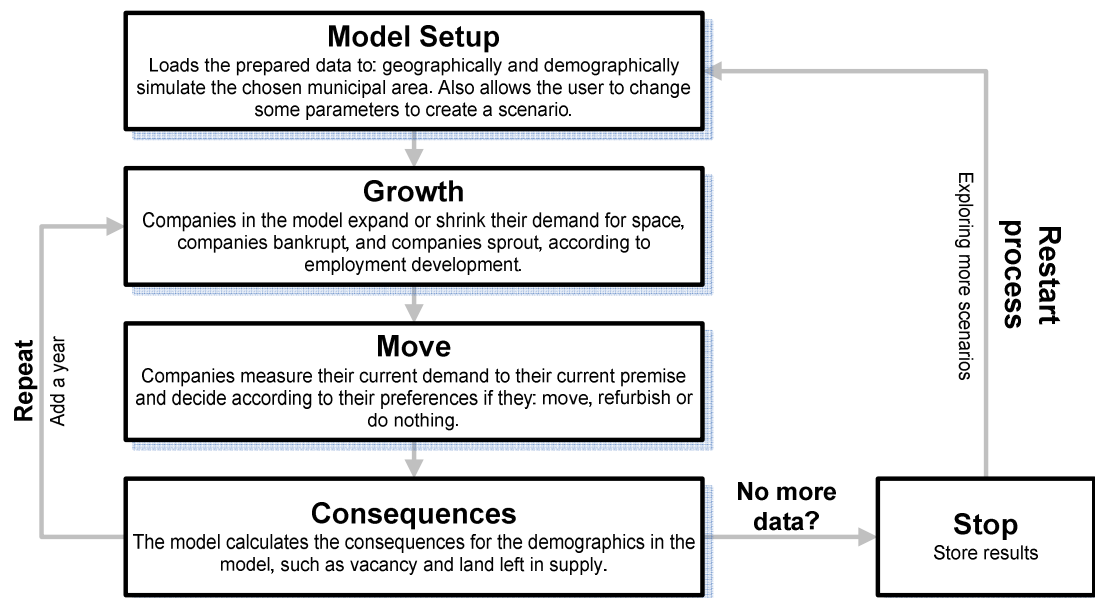 Model Setup
Loads the prepared data to: geographically and demographically
simulate the chosen municipal area. Also allows the user to change
some parameters to create a scenario.
Growth
Companies in the model expand or shrink their demand for space,
companies bankrupt, and companies sprout, according to
employment development.
Move
Companies measure their current demand to their current premise
and decide according to their preferences if they: move, refurbish or
do nothing.
Consequences
The model calculates the consequences for the demographics in the
model, such as vacancy and land left in supply.
Repeat
Add a year
No more
data?
Stop
Store results
Restart
process
Exploring more scenarios